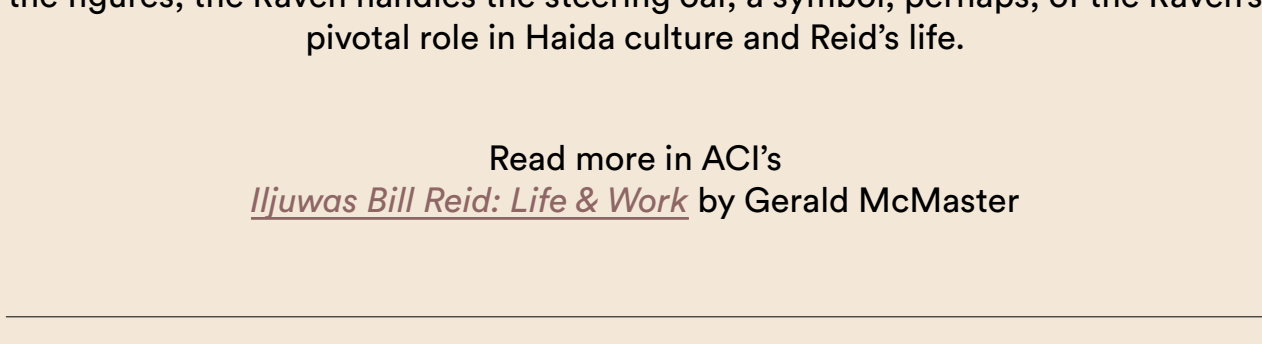 the figures, the Raven handles the steering oar, a symbol, perhaps, of the Raven's
pivotal role in Haida culture and Reid’s life.
Read more in ACI’s
Iljuwas Bill Reid: Life & Work by Gerald McMaster